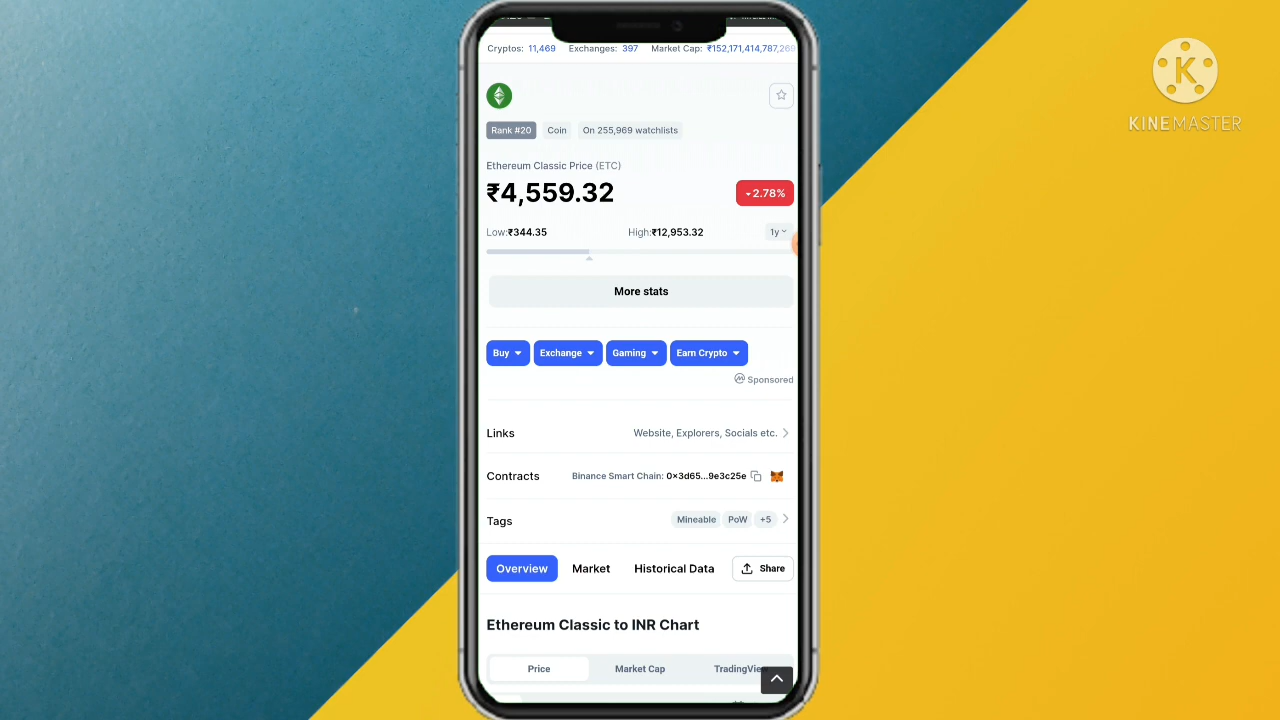 Cryptos: 11,469 Exchanges: 397 Market Cap: ₹152,171,414,787,269
Rank #20 Coin On 255,969 watchlists
Ethereum Classic Price (ETC)
₹4,559.32 2.78%
Low:₹344.35 High:₹12,953.32 1y
More stats
Buy Exchange Gaming Earn Crypto
Sponsored
Links Website, Explorers, Socials etc.
Contracts Binance Smart Chain: 0x3d65...9e3c25e
Tags Mineable PoW +5
Overview Market Historical Data Share
Ethereum Classic to INR Chart
Price Market Cap
K
KINEMASTER